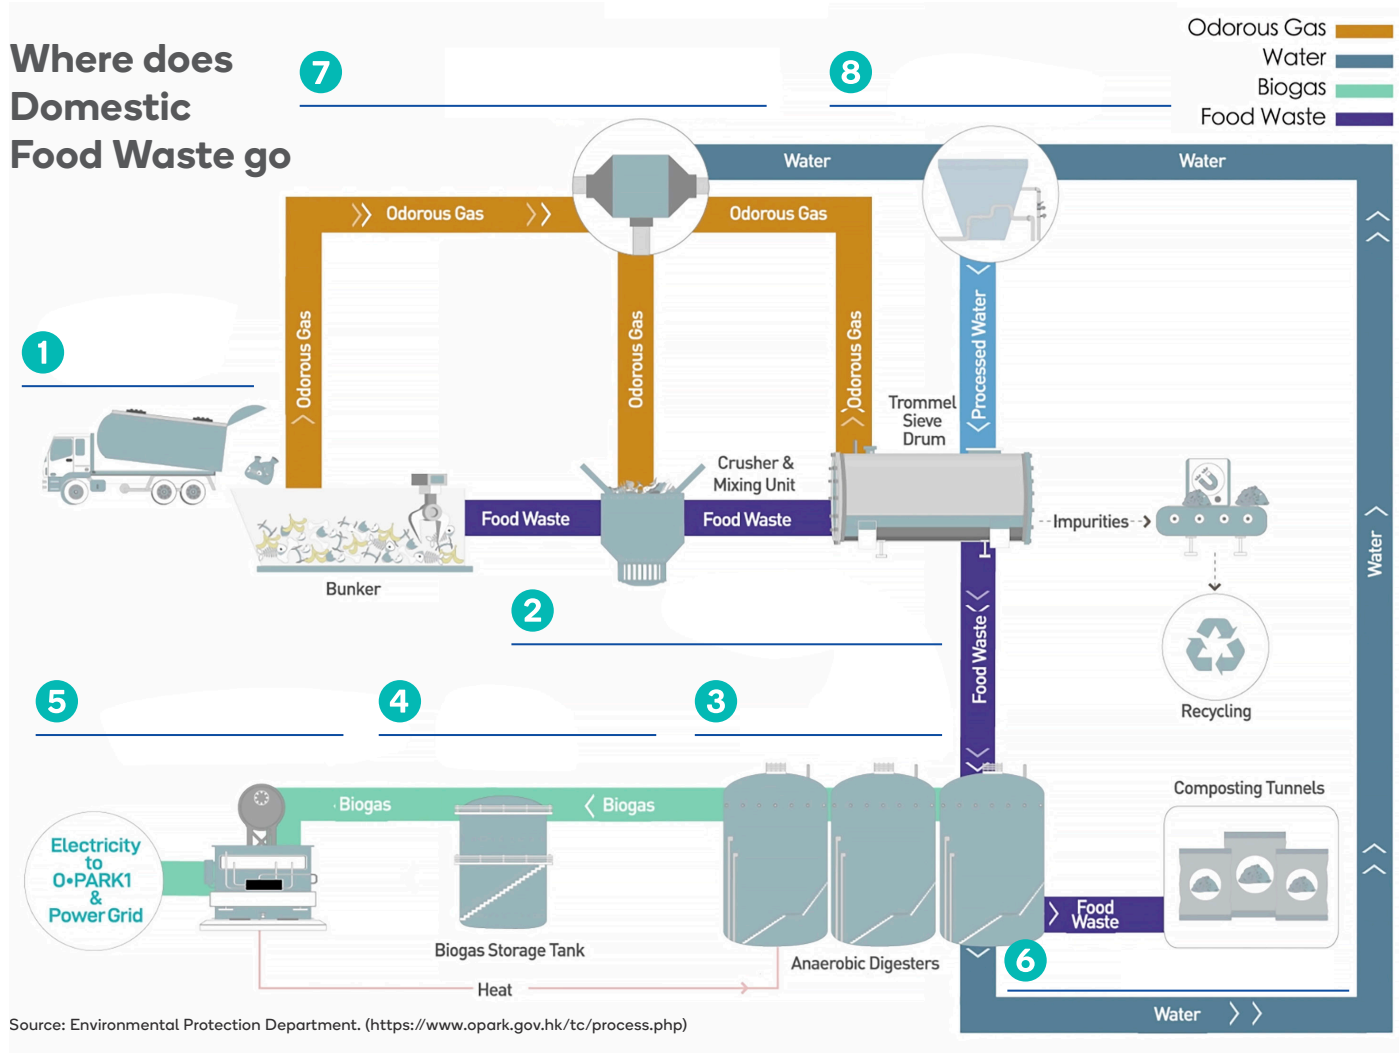 Where does
Domestic
Food Waste go
7
8
Odorous Gas
Water
Biogas
Food Waste
Water
Water
Odorous Gas
Odorous Gas
Odorous Gas
Odorous Gas
Odorous Gas
Processed Water
1
Trommel
Sieve
Drum
Crusher &
Mixing Unit
Food Waste
Food Waste
Impurities
Water
Bunker
2
Food Waste
Recycling
5
4
3
Composting Tunnels
Biogas
Biogas
Electricity
to
O•PARK1
&
Power Grid
Food
Waste
Biogas Storage Tank
Anaerobic Digesters
6
Heat
Water
Source: Environmental Protection Department. (https://www.opark.gov.hk/tc/process.php)